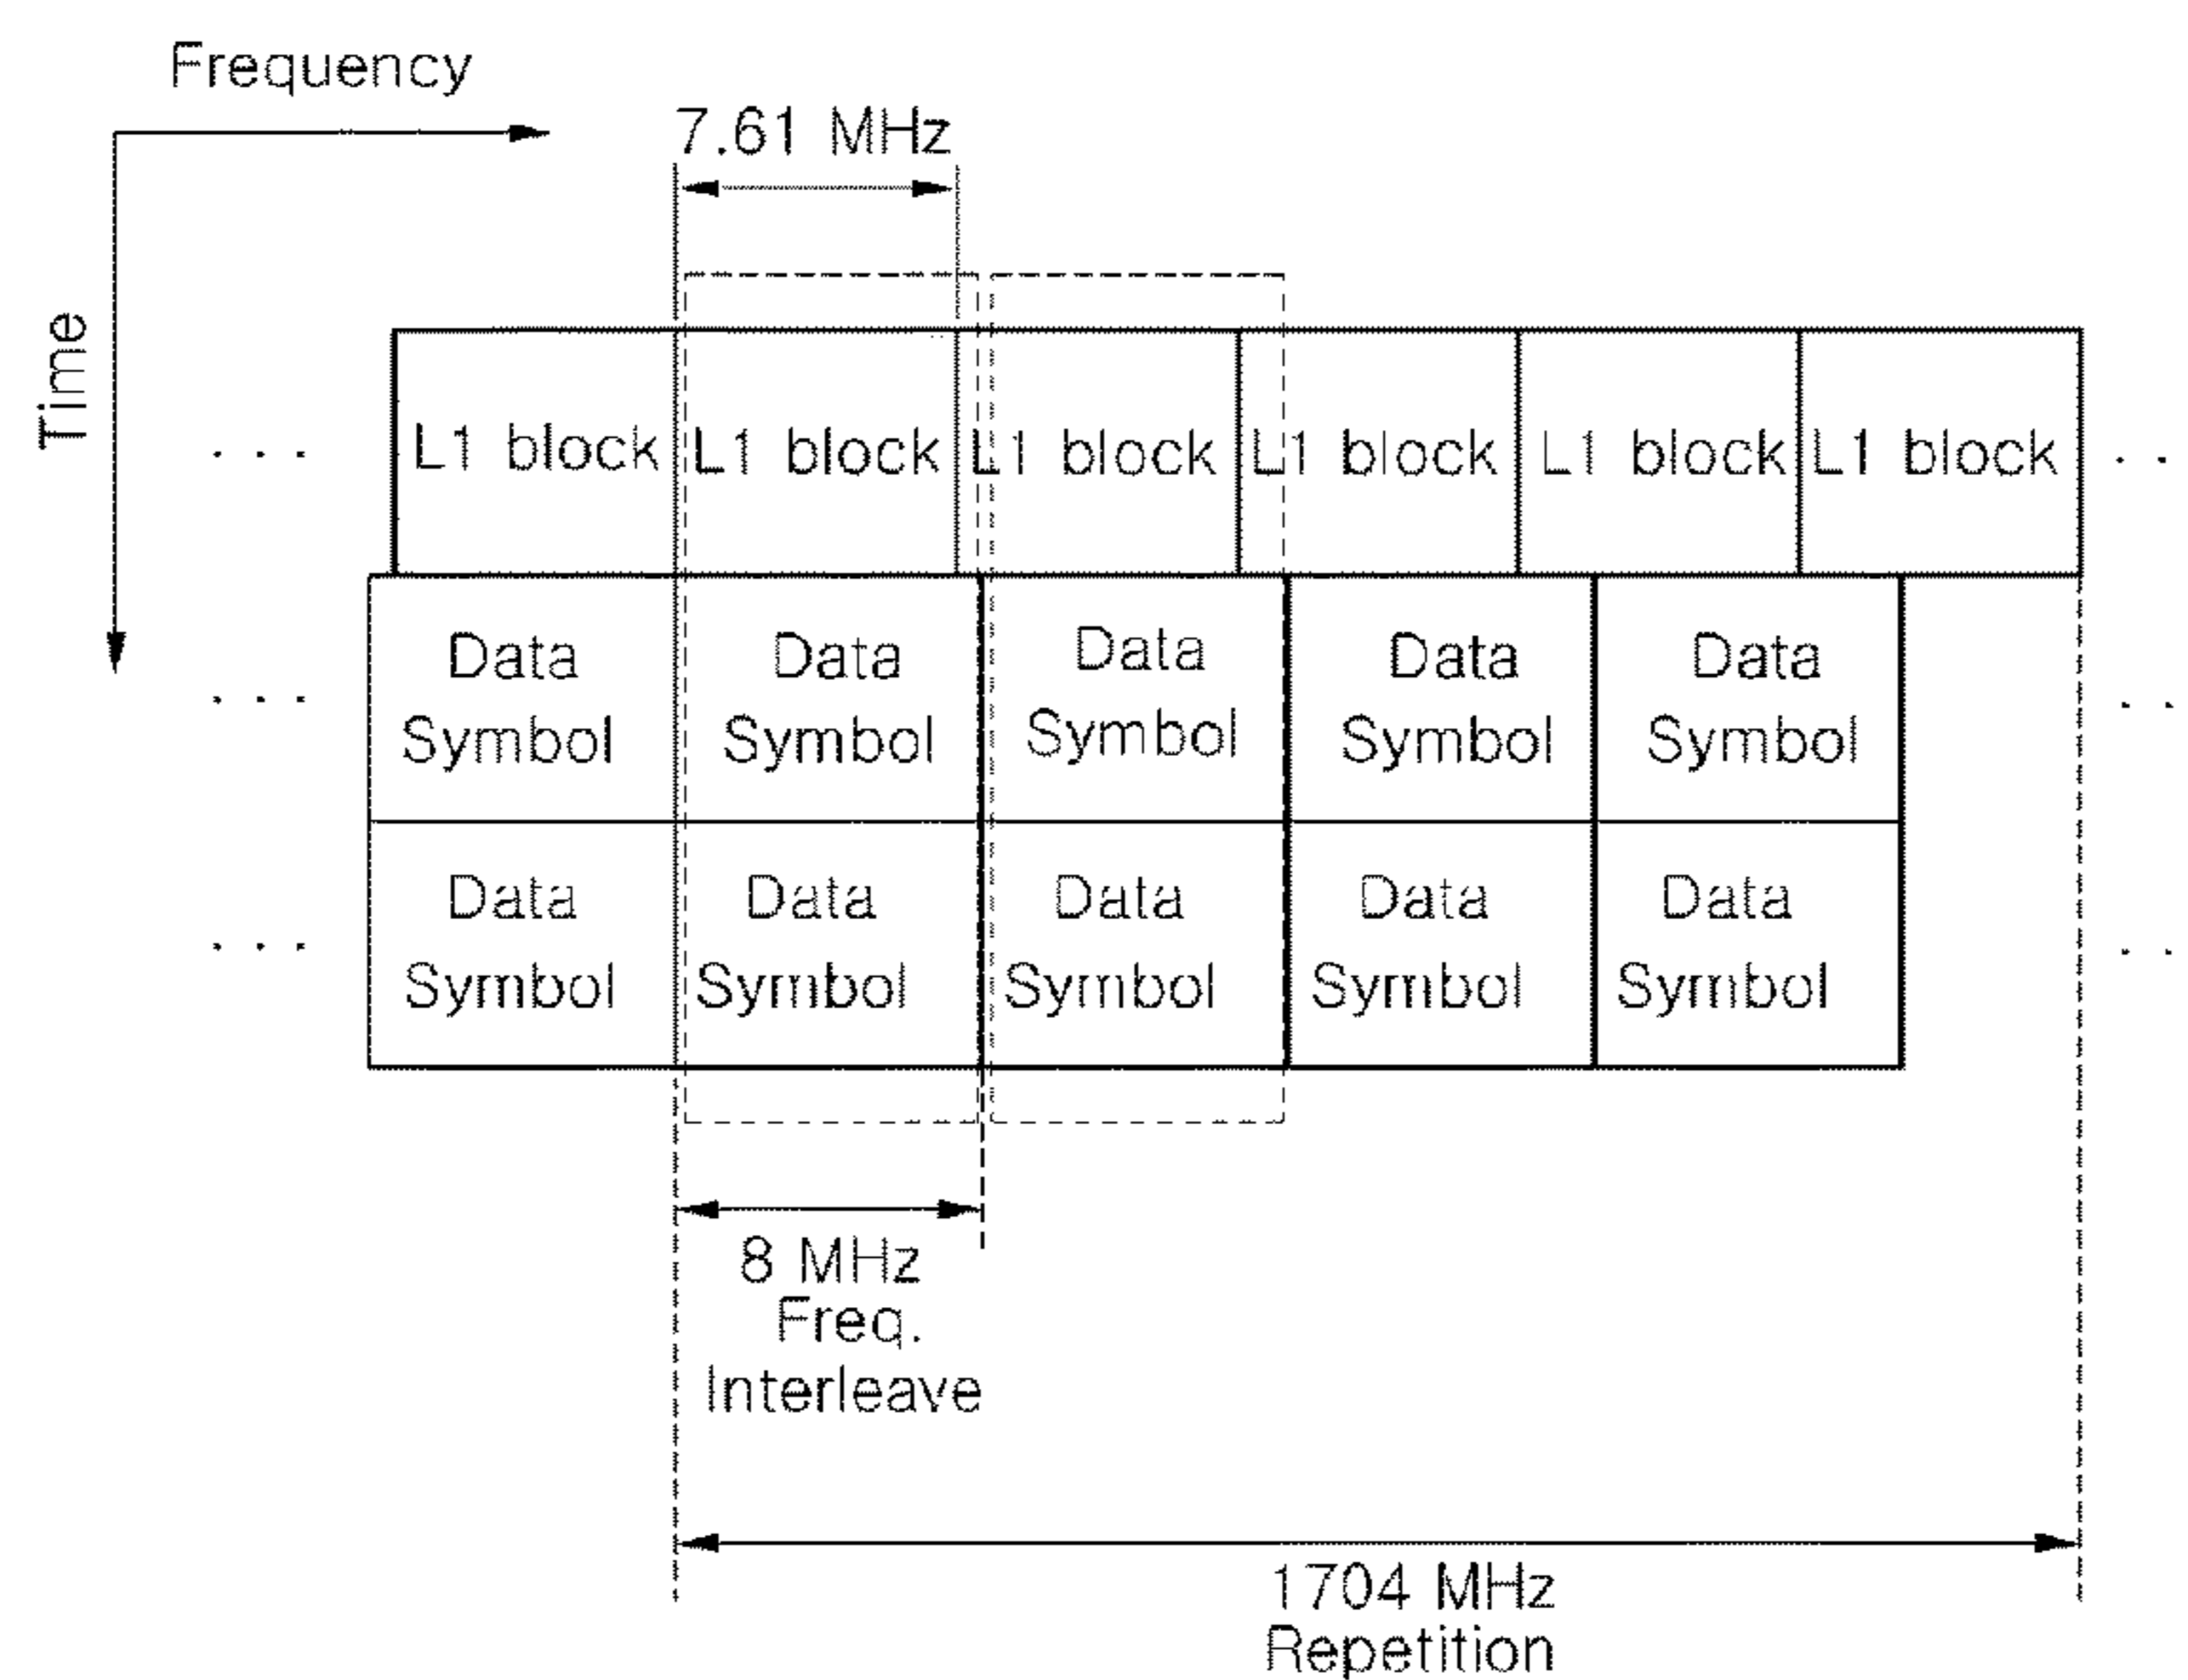 Frequency
7.61 MHz
Time
. . . L1 block L1 block L1 block L1 block L1 block L1 block . .
Data Data Data Data Data
. . . Symbol Symbol Symbol Symbol Symbol . .
Data Data Data Data Data
. . . Symbol Symbol Symbol Symbol Symbol . .
8 MHz
Freq.
Interleave
1704 MHz
Repetition